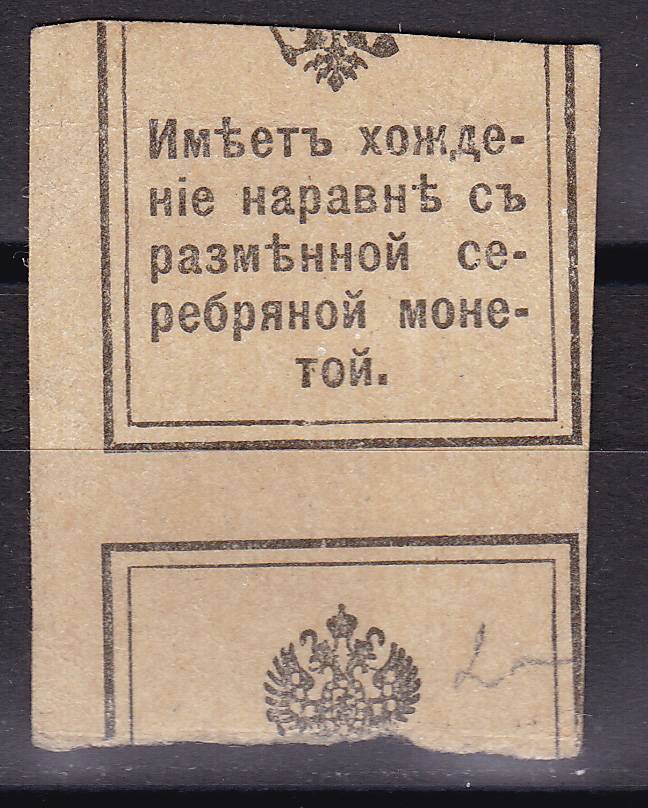 Имѣетъ хожде-
ніе наравнѣ съ
размѣнной се-
ребряной моне-
той.